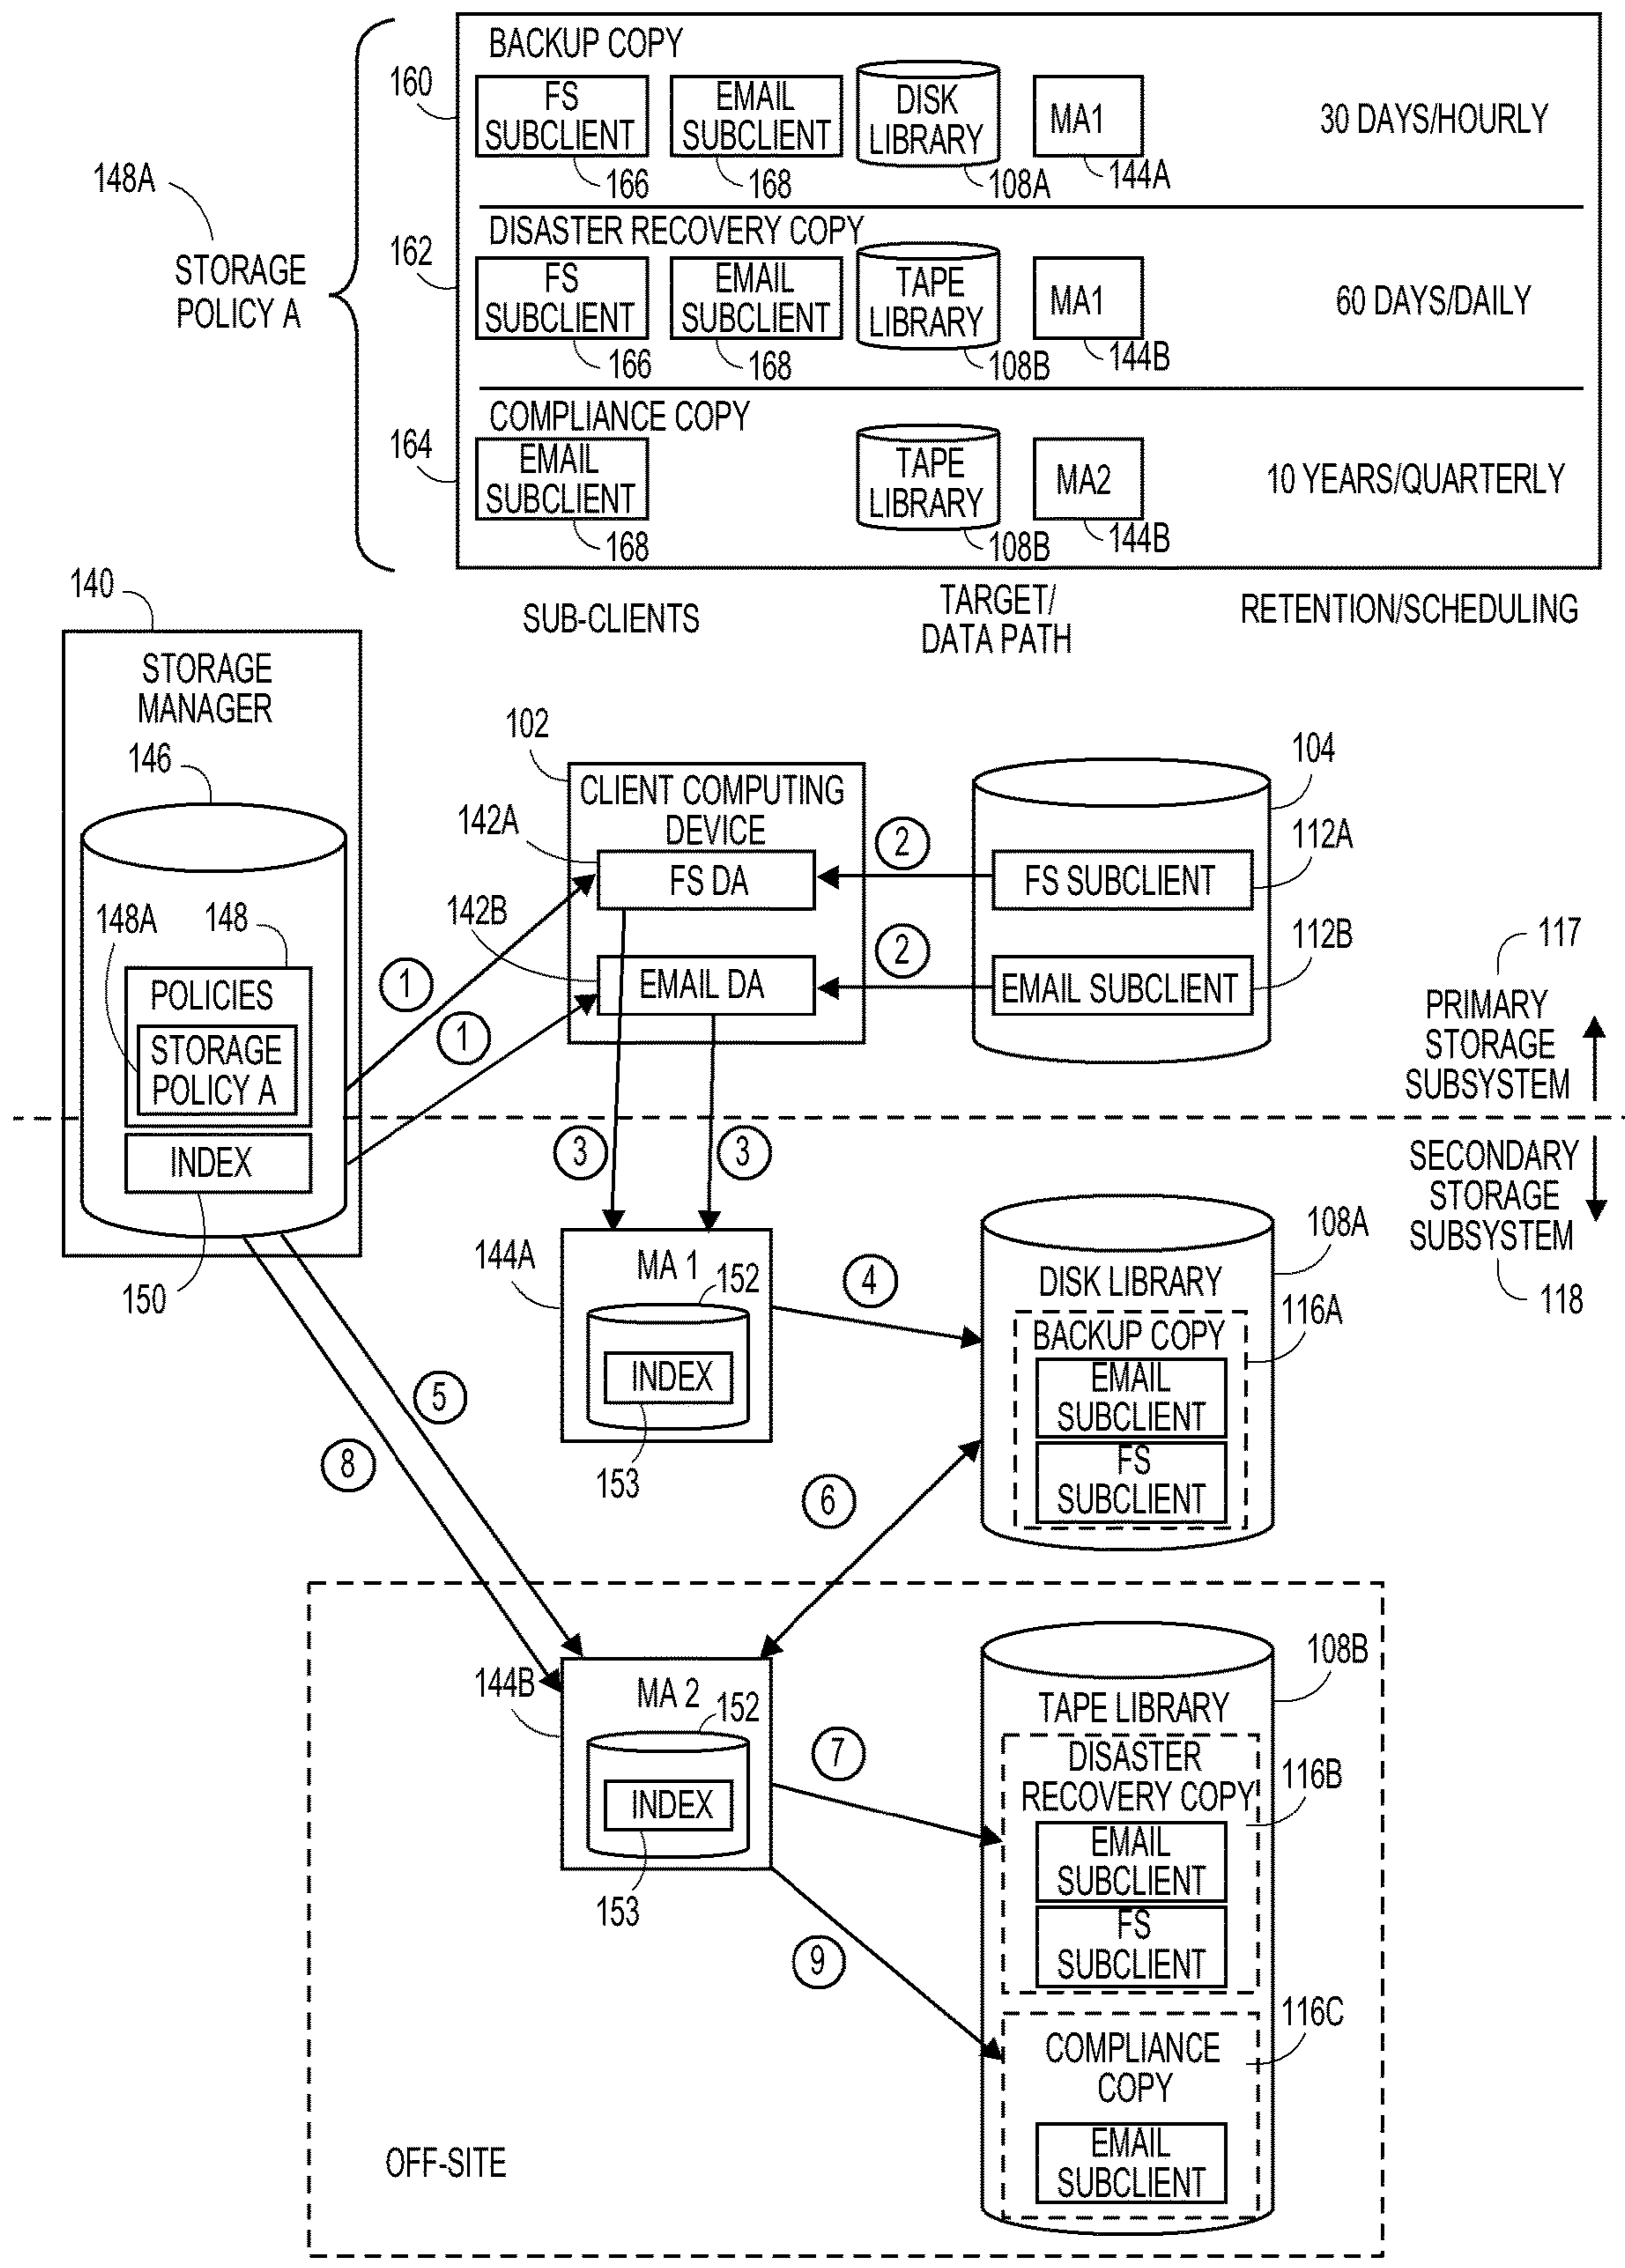 BACKUP COPY
160
FS
SUBCLIENT
166
EMAIL
SUBCLIENT
168
DISK
LIBRARY
108A
MA1
144A
30 DAYS/HOURLY
148A
STORAGE
POLICY A
DISASTER RECOVERY COPY
162
FS
SUBCLIENT
166
EMAIL
SUBCLIENT
168
TAPE
LIBRARY
108B
MA1
144B
60 DAYS/DAILY
COMPLIANCE COPY
164
EMAIL
SUBCLIENT
168
TAPE
LIBRARY
108B
MA2
144B
10 YEARS/QUARTERLY
SUB-CLIENTS
TARGET/
DATA PATH
RETENTION/SCHEDULING
140
STORAGE
MANAGER
146
148A
148
POLICIES
STORAGE
POLICY A
INDEX
150
102
CLIENT COMPUTING
DEVICE
142A
FS DA
142B
EMAIL DA
1
1
2
2
104
FS SUBCLIENT
112A
EMAIL SUBCLIENT
112B
117
PRIMARY
STORAGE
SUBSYSTEM
SECONDARY
STORAGE
SUBSYSTEM
118
3
3
144A
MA 1
152
INDEX
153
4
108A
DISK LIBRARY
116A
BACKUP COPY
EMAIL
SUBCLIENT
FS
SUBCLIENT
5
8
6
144B
MA 2
152
INDEX
153
7
9
108B
TAPE LIBRARY
DISASTER
RECOVERY COPY
116B
EMAIL
SUBCLIENT
FS
SUBCLIENT
116C
COMPLIANCE
COPY
EMAIL
SUBCLIENT
OFF-SITE